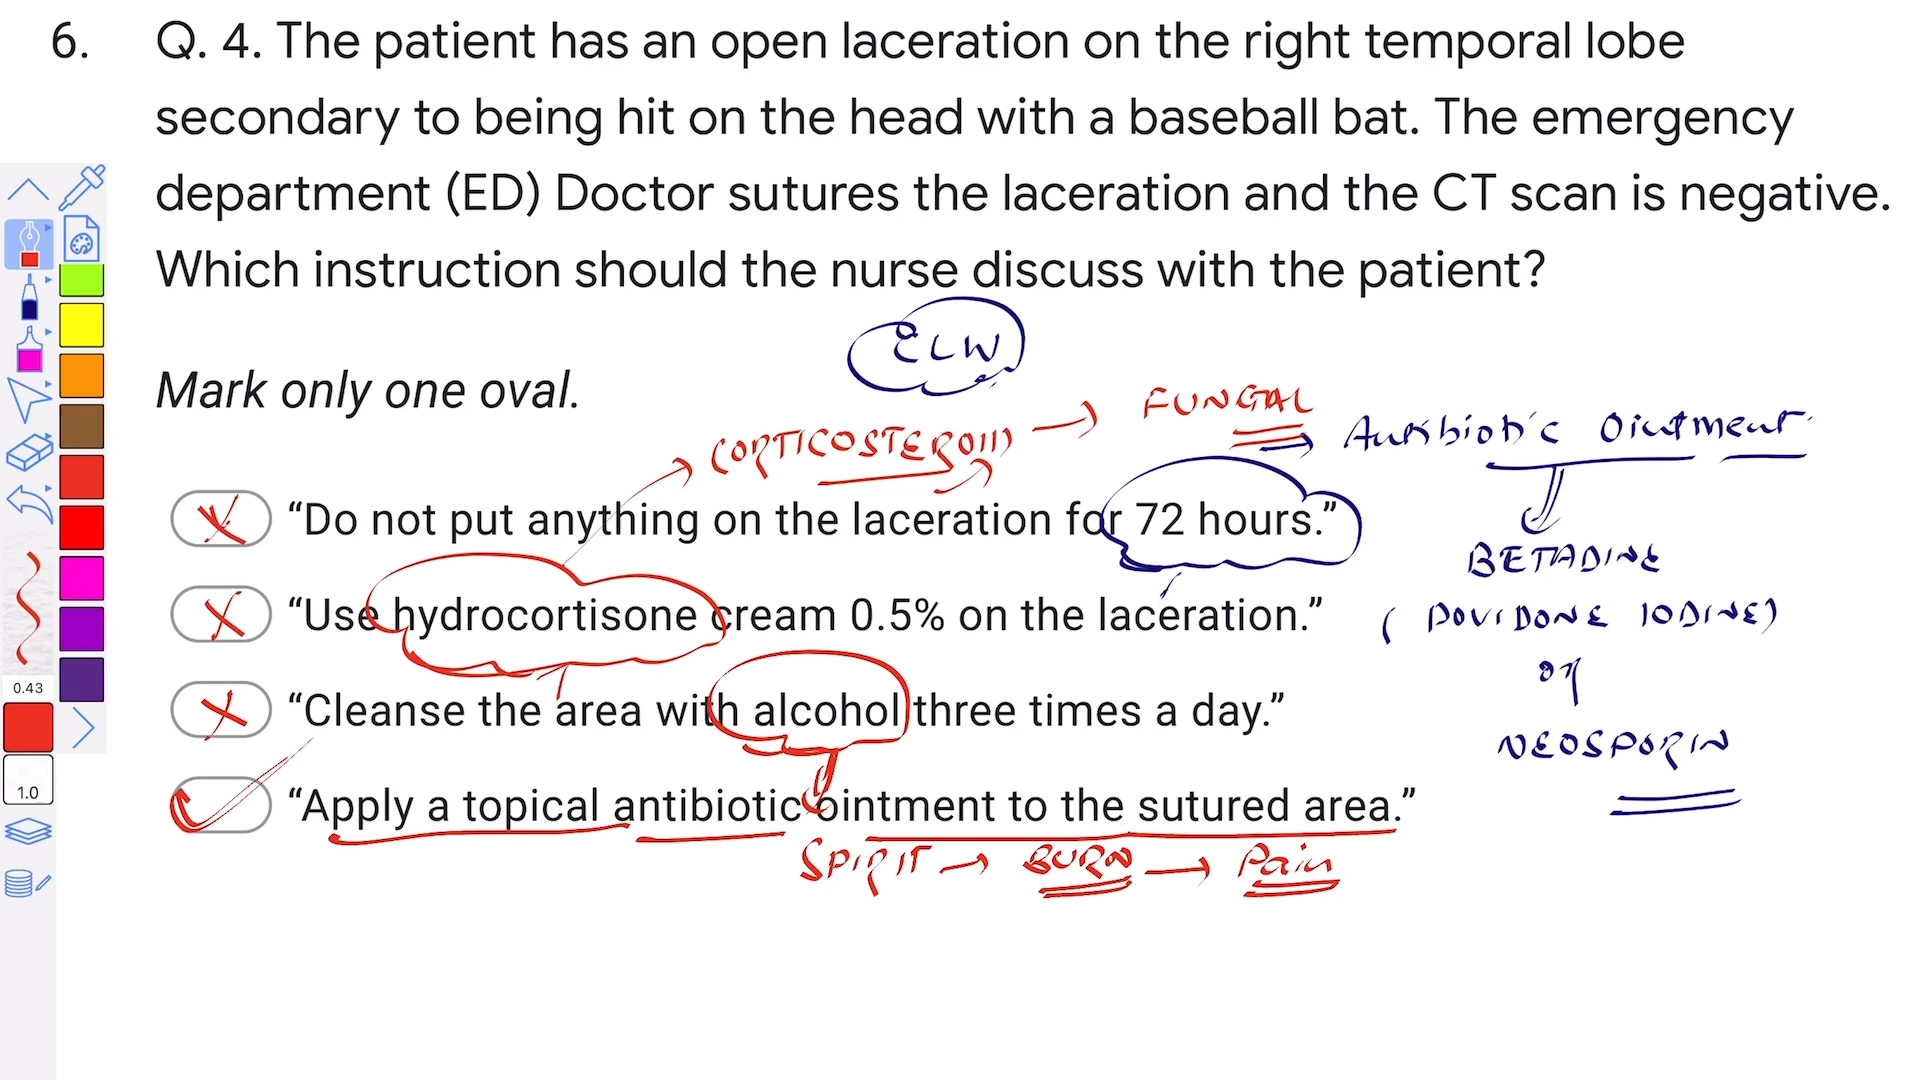 6. Q. 4. The patient has an open laceration on the right temporal lobe
secondary to being hit on the head with a baseball bat. The emergency
department (ED) Doctor sutures the laceration and the CT scan is negative.
Which instruction should the nurse discuss with the patient?
CLW
Mark only one oval.
CORTICOSTEROID → FUNGAL
→ Antibiotic Ointment
“Do not put anything on the laceration for 72 hours.”
BETADINE
“Use hydrocortisone cream 0.5% on the laceration.”
( POVIDONE IODINE)
or
“Cleanse the area with alcohol three times a day.”
NEOSPORIN
“Apply a topical antibiotic ointment to the sutured area.”
SPIRIT → BURN → Pain
0.43
1.0